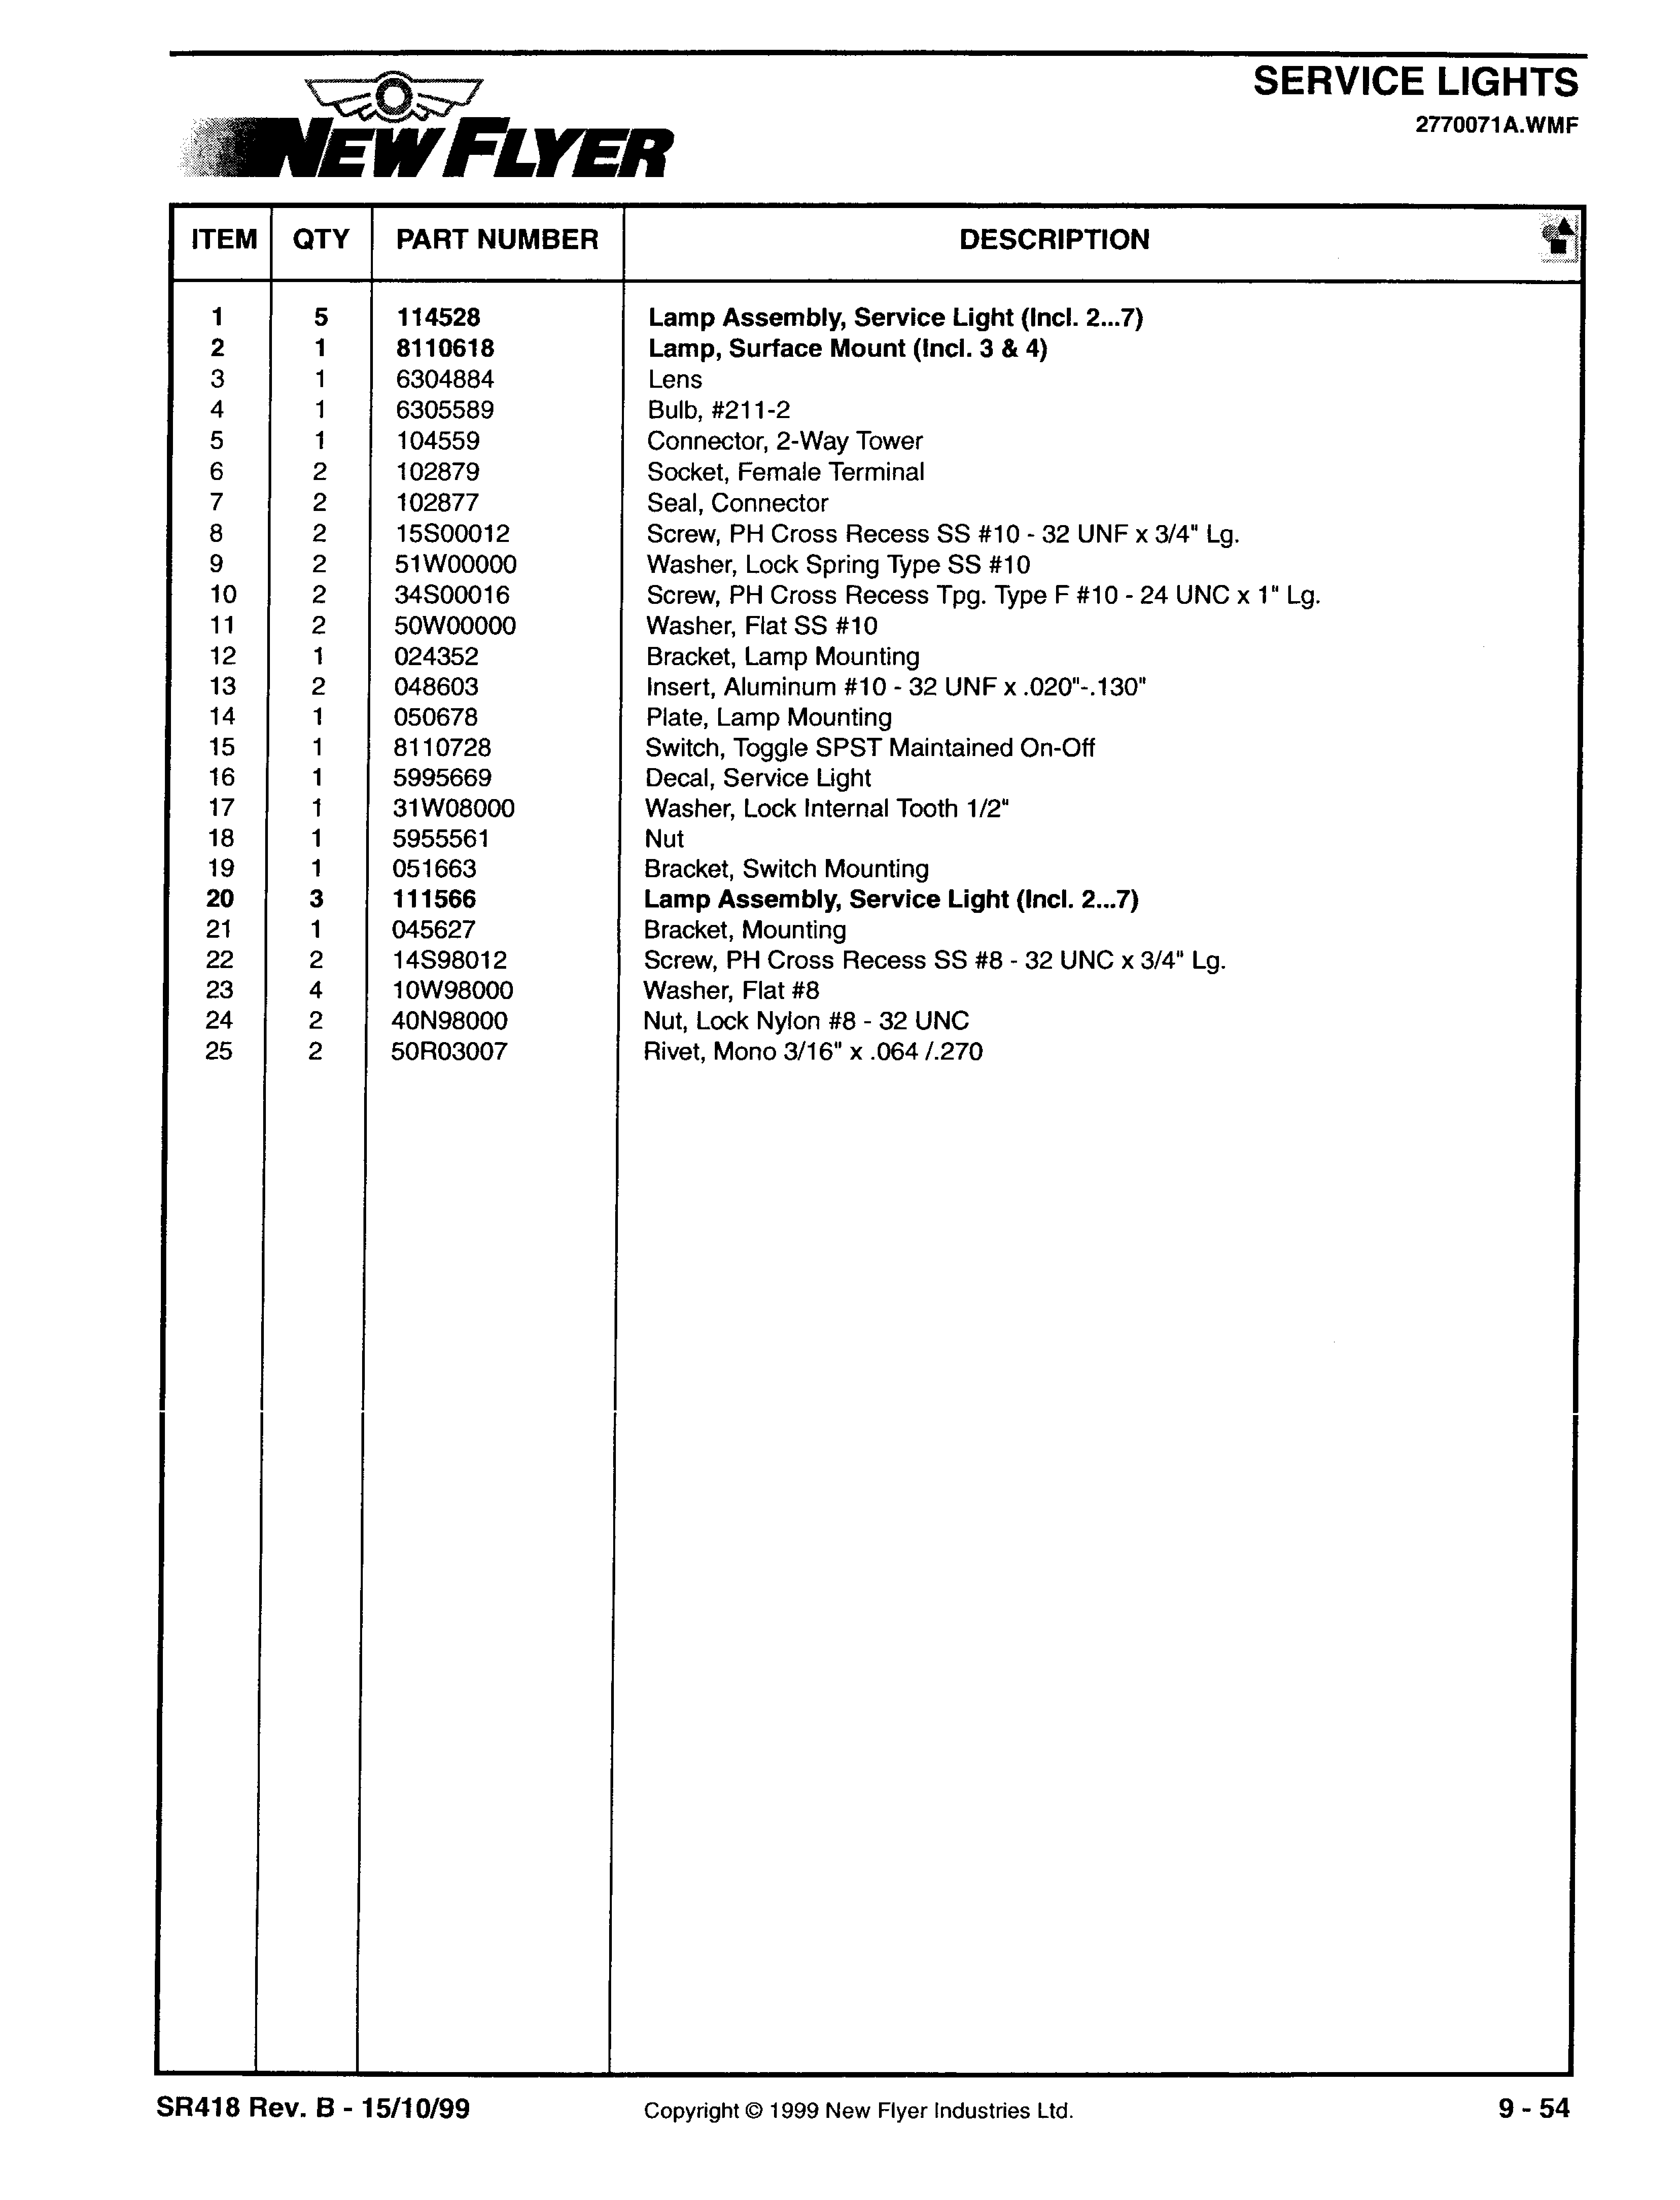 SERVICE LIGHTS
2770071A.WMF
NEW FLYER
ITEM QTY PART NUMBER DESCRIPTION
1 5 114528 Lamp Assembly, Service Light (Incl. 2...7)
2 1 8110618 Lamp, Surface Mount (Incl. 3 & 4)
3 1 6304884 Lens
4 1 6305589 Bulb, #211-2
5 1 104559 Connector, 2-Way Tower
6 2 102879 Socket, Female Terminal
7 2 102877 Seal, Connector
8 2 15S00012 Screw, PH Cross Recess SS #10 - 32 UNF x 3/4" Lg.
9 2 51W00000 Washer, Lock Spring Type SS #10
10 2 34S00016 Screw, PH Cross Recess Tpg. Type F #10 - 24 UNC x 1" Lg.
11 2 50W00000 Washer, Flat SS #10
12 1 024352 Bracket, Lamp Mounting
13 2 048603 Insert, Aluminum #10 - 32 UNF x .020"-.130"
14 1 050678 Plate, Lamp Mounting
15 1 8110728 Switch, Toggle SPST Maintained On-Off
16 1 5995669 Decal, Service Light
17 1 31W08000 Washer, Lock Internal Tooth 1/2"
18 1 5955561 Nut
19 1 051663 Bracket, Switch Mounting
20 3 111566 Lamp Assembly, Service Light (Incl. 2...7)
21 1 045627 Bracket, Mounting
22 2 14S98012 Screw, PH Cross Recess SS #8 - 32 UNC x 3/4" Lg.
23 4 10W98000 Washer, Flat #8
24 2 40N98000 Nut, Lock Nylon #8 - 32 UNC
25 2 50R03007 Rivet, Mono 3/16" x .064 /.270
SR418 Rev. B - 15/10/99 Copyright © 1999 New Flyer Industries Ltd. 9 - 54